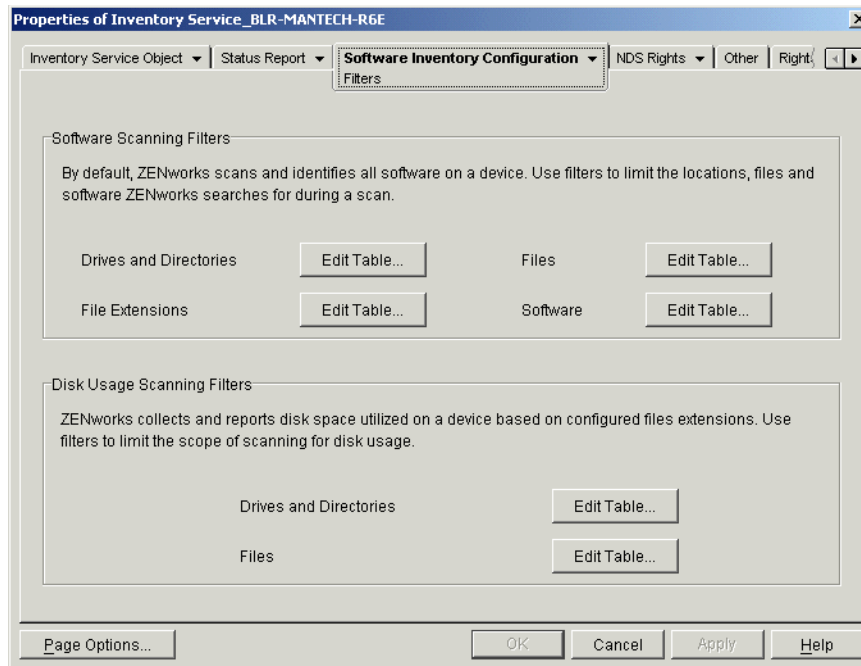 Properties of Inventory Service_BLR-MANTECH-R6E
Inventory Service Object
Status Report
Software Inventory Configuration
NDS Rights
Other
Filters
Software Scanning Filters
By default, ZENworks scans and identifies all software on a device. Use filters to limit the locations, files and
software ZENworks searches for during a scan.
Drives and Directories
Edit Table...
Files
Edit Table...
File Extensions
Edit Table...
Software
Edit Table...
Disk Usage Scanning Filters
ZENworks collects and reports disk space utilized on a device based on configured files extensions. Use
filters to limit the scope of scanning for disk usage.
Drives and Directories
Edit Table...
Files
Edit Table...
Page Options...
OK
Cancel
Apply
Help